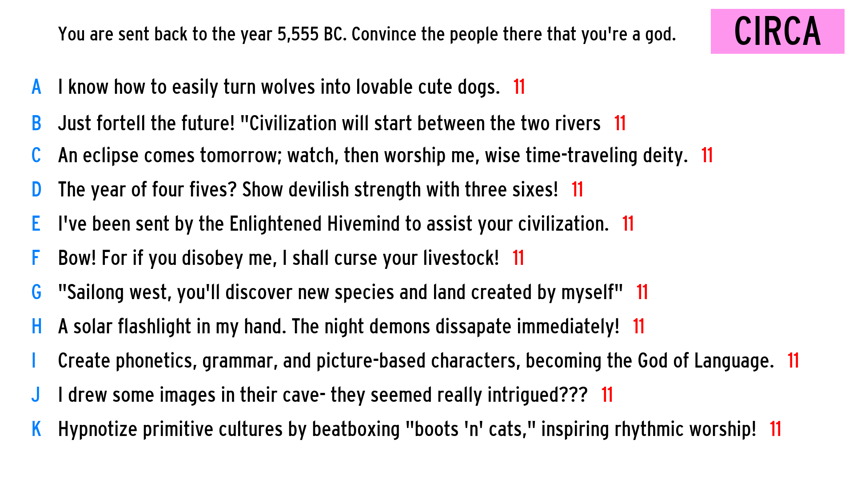 You are sent back to the year 5,555 BC. Convince the people there that you're a god.
CIRCA
A I know how to easily turn wolves into lovable cute dogs. 11
B Just fortell the future! "Civilization will start between the two rivers 11
C An eclipse comes tomorrow; watch, then worship me, wise time-traveling deity. 11
D The year of four fives? Show devilish strength with three sixes! 11
E I've been sent by the Enlightened Hivemind to assist your civilization. 11
F Bow! For if you disobey me, I shall curse your livestock! 11
G "Sailong west, you'll discover new species and land created by myself" 11
H A solar flashlight in my hand. The night demons dissapate immediately! 11
I Create phonetics, grammar, and picture-based characters, becoming the God of Language. 11
J I drew some images in their cave- they seemed really intrigued??? 11
K Hypnotize primitive cultures by beatboxing "boots 'n' cats," inspiring rhythmic worship! 11